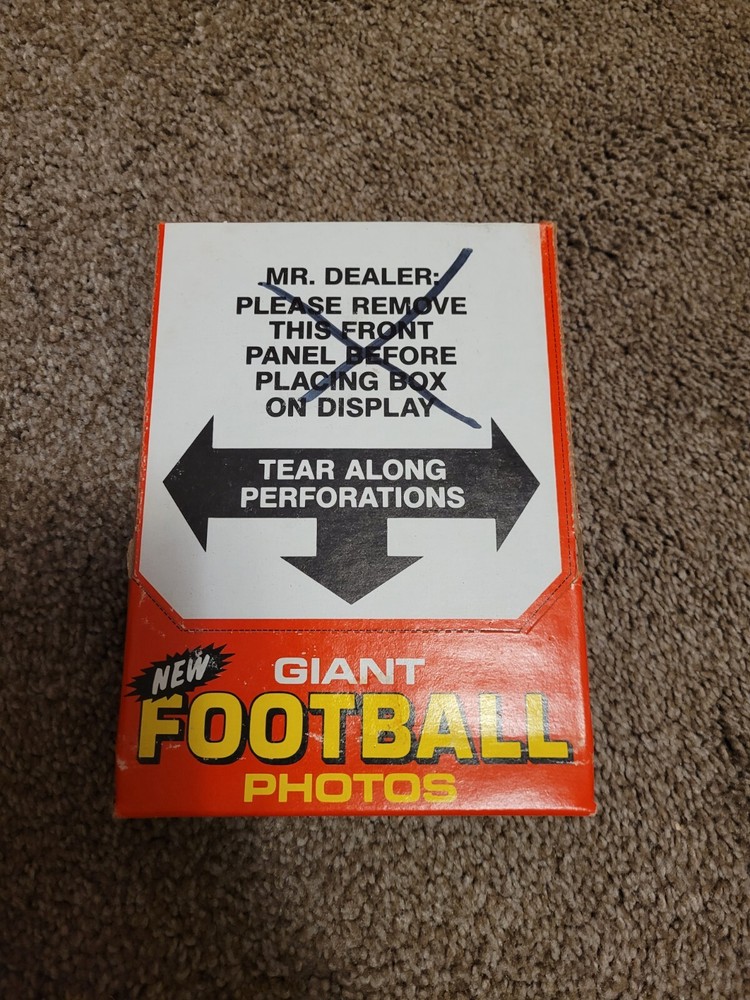 MR. DEALER:
PLEASE REMOVE
THIS FRONT
PANEL BEFORE
PLACING BOX
ON DISPLAY
TEAR ALONG
PERFORATIONS
NEW
GIANT
FOOTBALL
PHOTOS